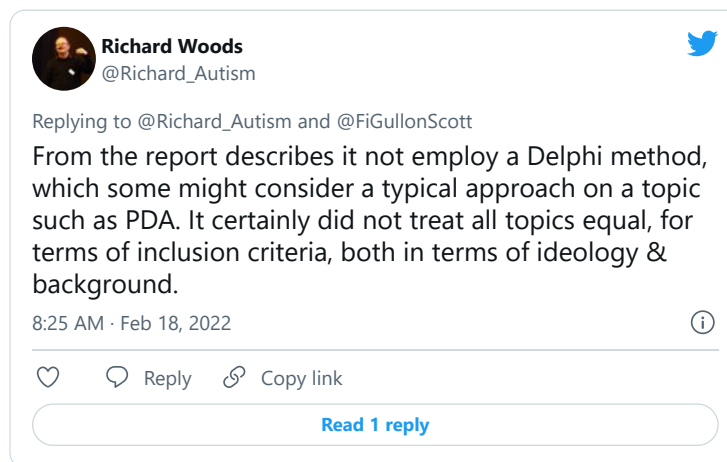 Richard Woods
@Richard_Autism
Replying to @Richard_Autism and @FiGullonScott
From the report describes it not employ a Delphi method,
which some might consider a typical approach on a topic
such as PDA. It certainly did not treat all topics equal, for
terms of inclusion criteria, both in terms of ideology &
background.
8:25 AM · Feb 18, 2022
Reply
Copy link
Read 1 reply